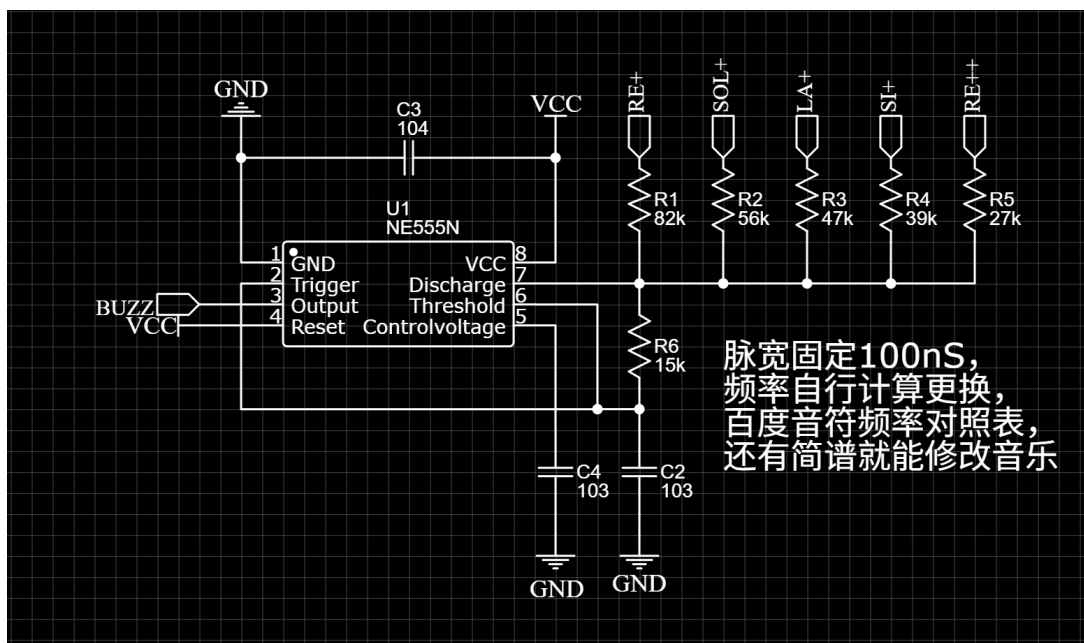 GND
C3
104
VCC
RE+
SOL+
LA+
SI+
RE++
R1
82k
R2
56k
R3
47k
R4
39k
R5
27k
U1
NE555N
1
GND
VCC
8
2
Trigger
Discharge
7
BUZZ
3
Output
Threshold
6
VCC
4
Reset
Controlvoltage
5
R6
15k
脉宽固定100nS，
频率自行计算更换，
百度音符频率对照表，
还有简谱就能修改音乐
C4
103
C2
103
GND
GND